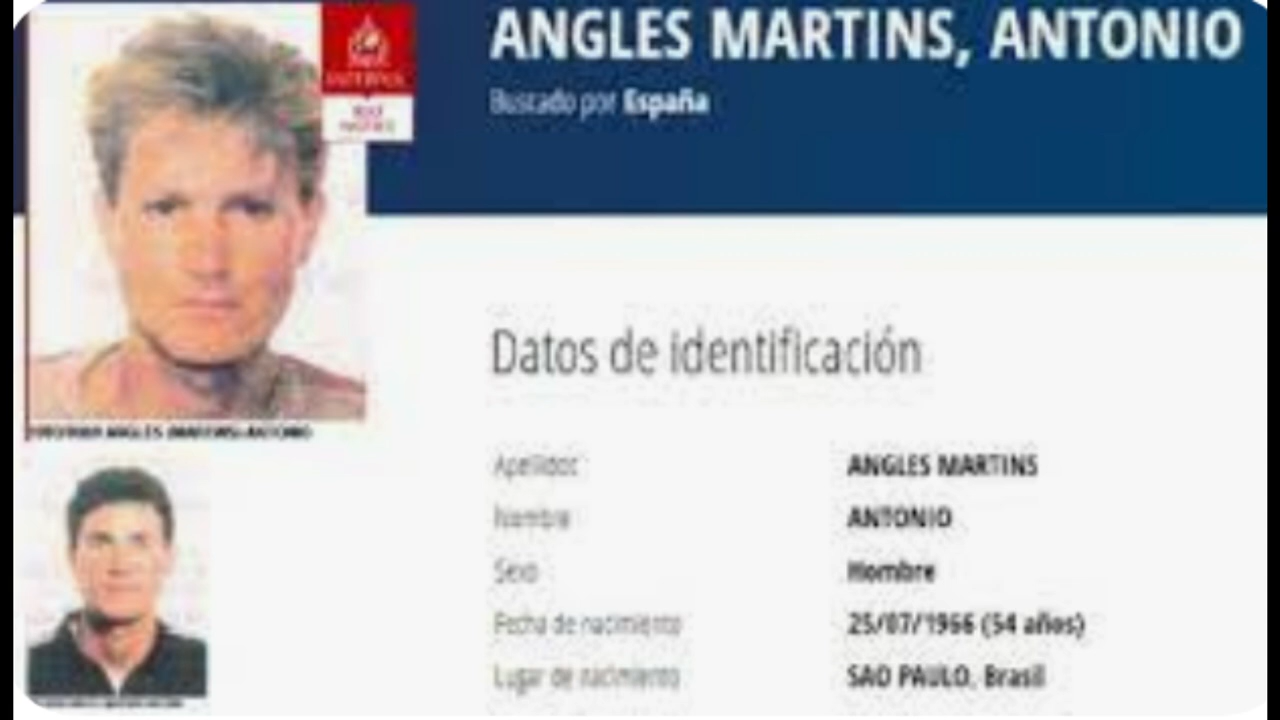 ANGLES MARTINS, ANTONIO
Buscado por España
Datos de identificación
Apellidos ANGLES MARTINS
Nombre ANTONIO
Sexo Hombre
Fecha de nacimiento 25/07/1966 (54 años)
Lugar de nacimiento SAO PAULO, Brasil